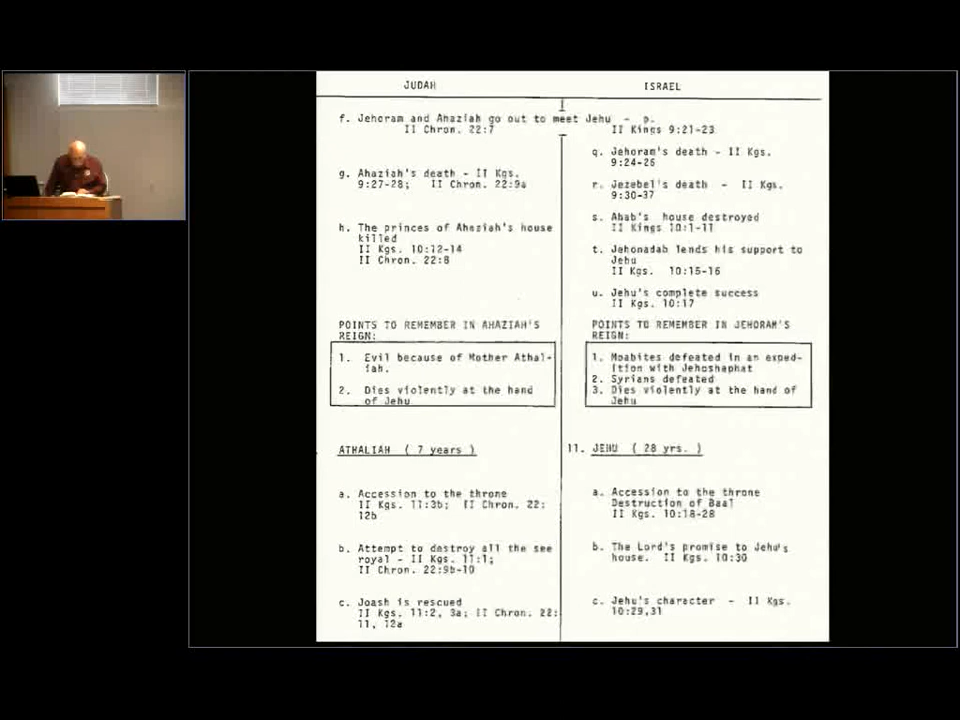 JUDAH
f. Jehoram and Ahaziah go out to meet Jehu - p.
II Chron. 22:7
g. Ahaziah's death - II Kgs.
9:27-28; II Chron. 22:9a
h. The princes of Ahaziah's house
killed
II Kgs. 10:12-14
II Chron. 22:8
POINTS TO REMEMBER IN AHAZIAH'S
REIGN:
1. Evil because of Mother Athal-
iah.
2. Dies violently at the hand
of Jehu
ATHALIAH ( 7 years )
a. Accession to the throne
II Kgs. 11:3b; II Chron. 22:
12b
b. Attempt to destroy all the see
royal - II Kgs. 11:1;
II Chron. 22:9b-10
c. Joash is rescued
II Kgs. 11:2, 3a; II Chron. 22:
11, 12a
ISRAEL
II Kings 9:21-23
q. Jehoram's death - II Kgs.
9:24-26
r. Jezebel's death - II Kgs.
9:30-37
s. Ahab's house destroyed
II Kings 10:1-11
t. Jehonadab lends his support to
Jehu
II Kgs. 10:15-16
u. Jehu's complete success
II Kgs. 10:17
POINTS TO REMEMBER IN JEHORAM'S
REIGN:
1. Moabites defeated in an exped-
ition with Jehoshaphat
2. Syrians defeated
3. Dies violently at the hand of
Jehu
11. JEHU ( 28 yrs. )
a. Accession to the throne
Destruction of Baal
II Kgs. 10:18-28
b. The Lord's promise to Jehu's
house. II Kgs. 10:30
c. Jehu's character - II Kgs.
10:29,31